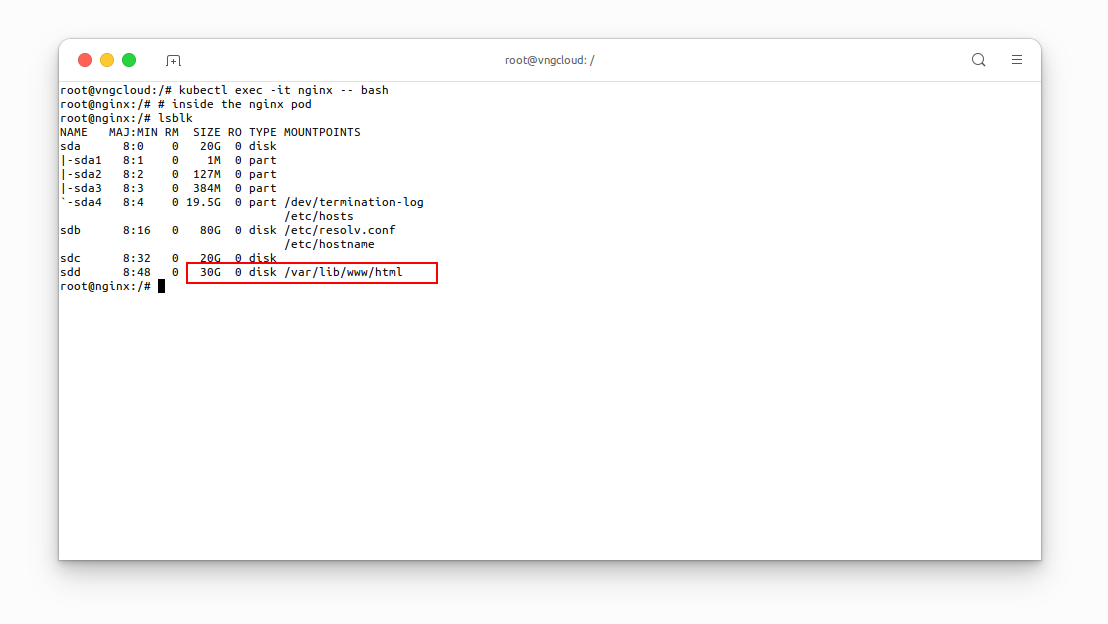 root@vngcloud: /
root@vngcloud:/# kubectl exec -it nginx -- bash
root@nginx:/# # inside the nginx pod
root@nginx:/# lsblk
NAME   MAJ:MIN RM  SIZE RO TYPE MOUNTPOINTS
sda      8:0    0   20G  0 disk
|-sda1   8:1    0    1M  0 part
|-sda2   8:2    0  127M  0 part
|-sda3   8:3    0  384M  0 part
`-sda4   8:4    0 19.5G  0 part /dev/termination-log
                                /etc/hosts
sdb      8:16   0   80G  0 disk /etc/resolv.conf
                                /etc/hostname
sdc      8:32   0   20G  0 disk
sdd      8:48   0   30G  0 disk /var/lib/www/html
root@nginx:/#